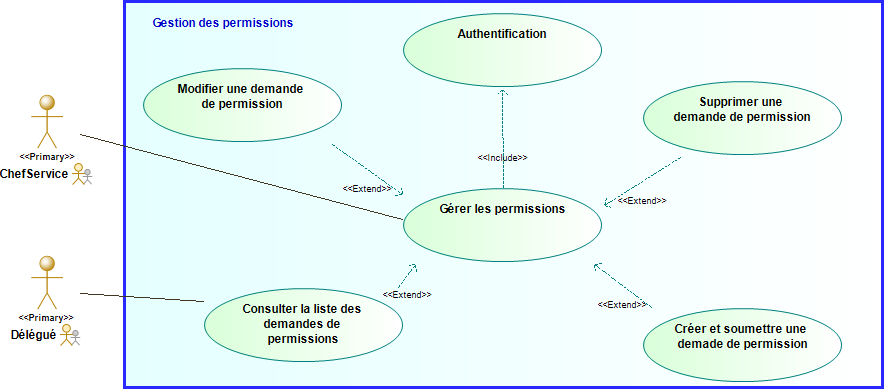 Gestion des permissions
Authentification
Modifier une demande
de permission
Supprimer une
demande de permission
<<Primary>>
ChefService
<<Include>>
<<Extend>>
<<Extend>>
Gérer les permissions
<<Primary>>
Délégué
<<Extend>>
<<Extend>>
Consulter la liste des
demandes de
permissions
Créer et soumettre une
demade de permission